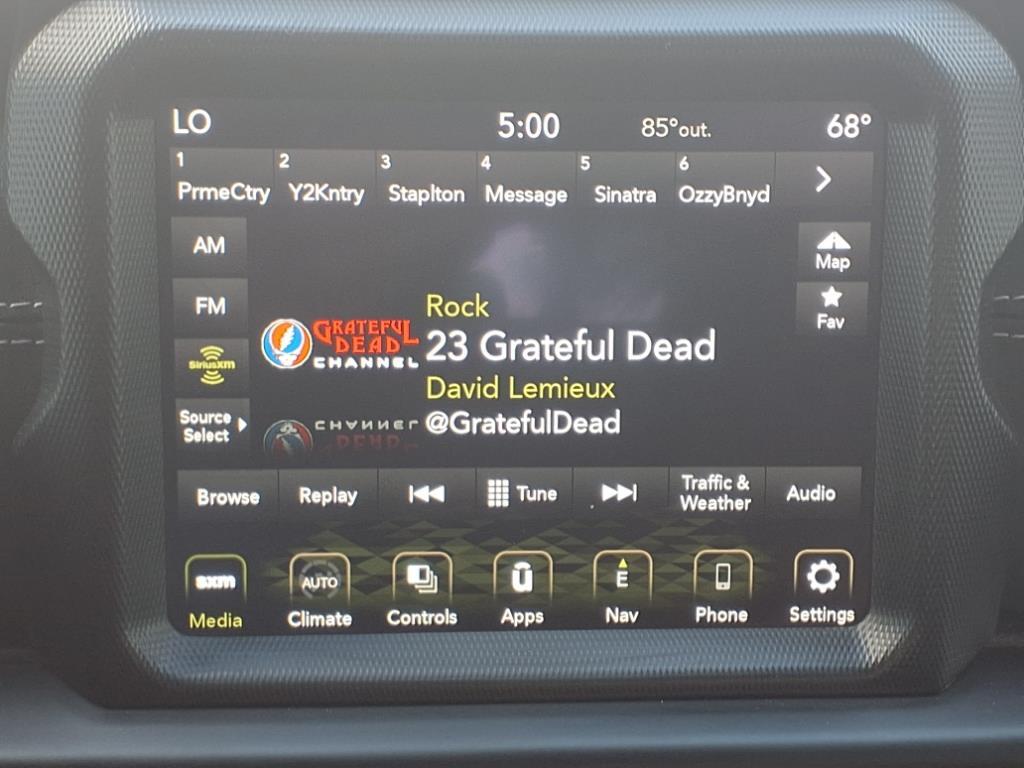 LO 5:00 85°out. 68°
1 2 3 4 5 6
PrmeCtry Y2Kntry Staplton Message Sinatra OzzyBnyd
AM
Map
FM
Fav
Rock
GRATEFUL
DEAD
CHANNEL
23 Grateful Dead
SiriusXM
David Lemieux
@GratefulDead
Source
Select
CHANNEL
DEAD
Browse Replay Tune Traffic &
Weather Audio
sxm AUTO E
Media Climate Controls Apps Nav Phone Settings